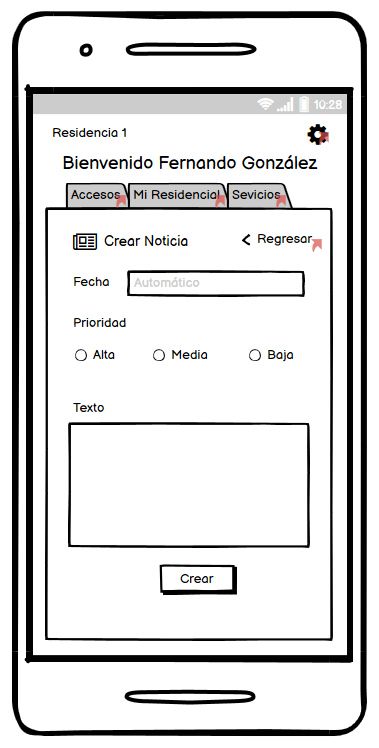 10:28
Residencia 1
Bienvenido Fernando González
Accesos Mi Residencial Sevicios
Crear Noticia < Regresar
Fecha Automático
Prioridad
Alta Media Baja
Texto
Crear